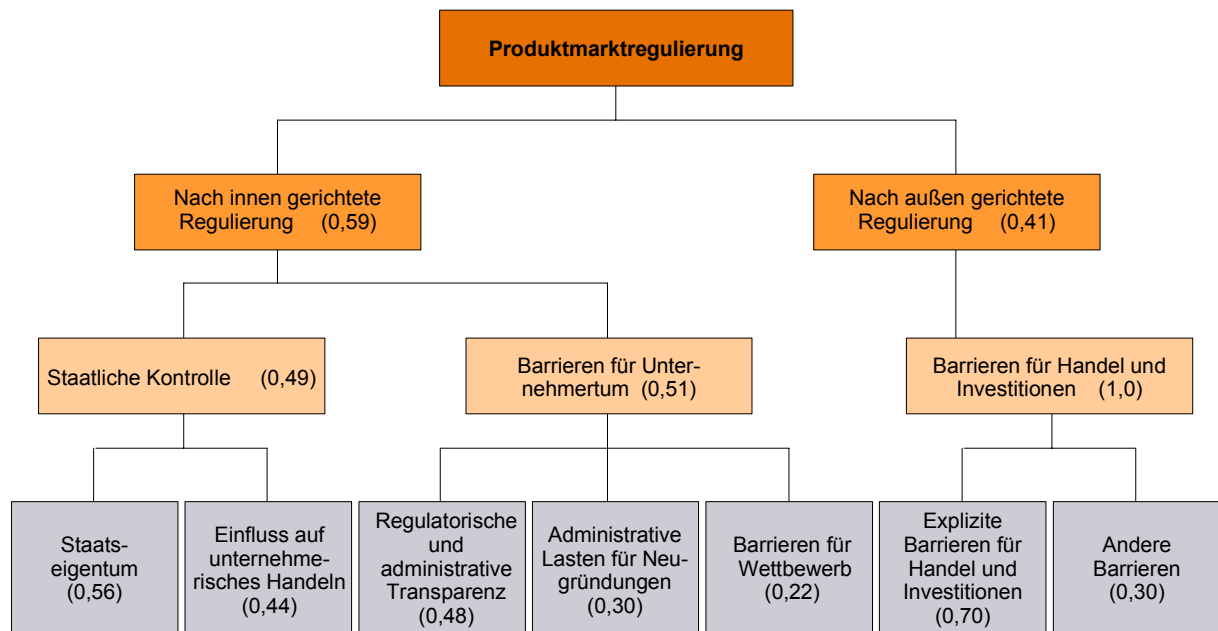 Produktmarktregulierung
Nach innen gerichtete
Regulierung (0,59)
Nach außen gerichtete
Regulierung (0,41)
Staatliche Kontrolle (0,49)
Barrieren für Unter-
nehmertum (0,51)
Barrieren für Handel und
Investitionen (1,0)
Staats-
eigentum
(0,56)
Einfluss auf
unternehme-
risches Handeln
(0,44)
Regulatorische
und
administrative
Transparenz
(0,48)
Administrative
Lasten für Neu-
gründungen
(0,30)
Barrieren für
Wettbewerb
(0,22)
Explizite
Barrieren für
Handel und
Investitionen
(0,70)
Andere
Barrieren
(0,30)